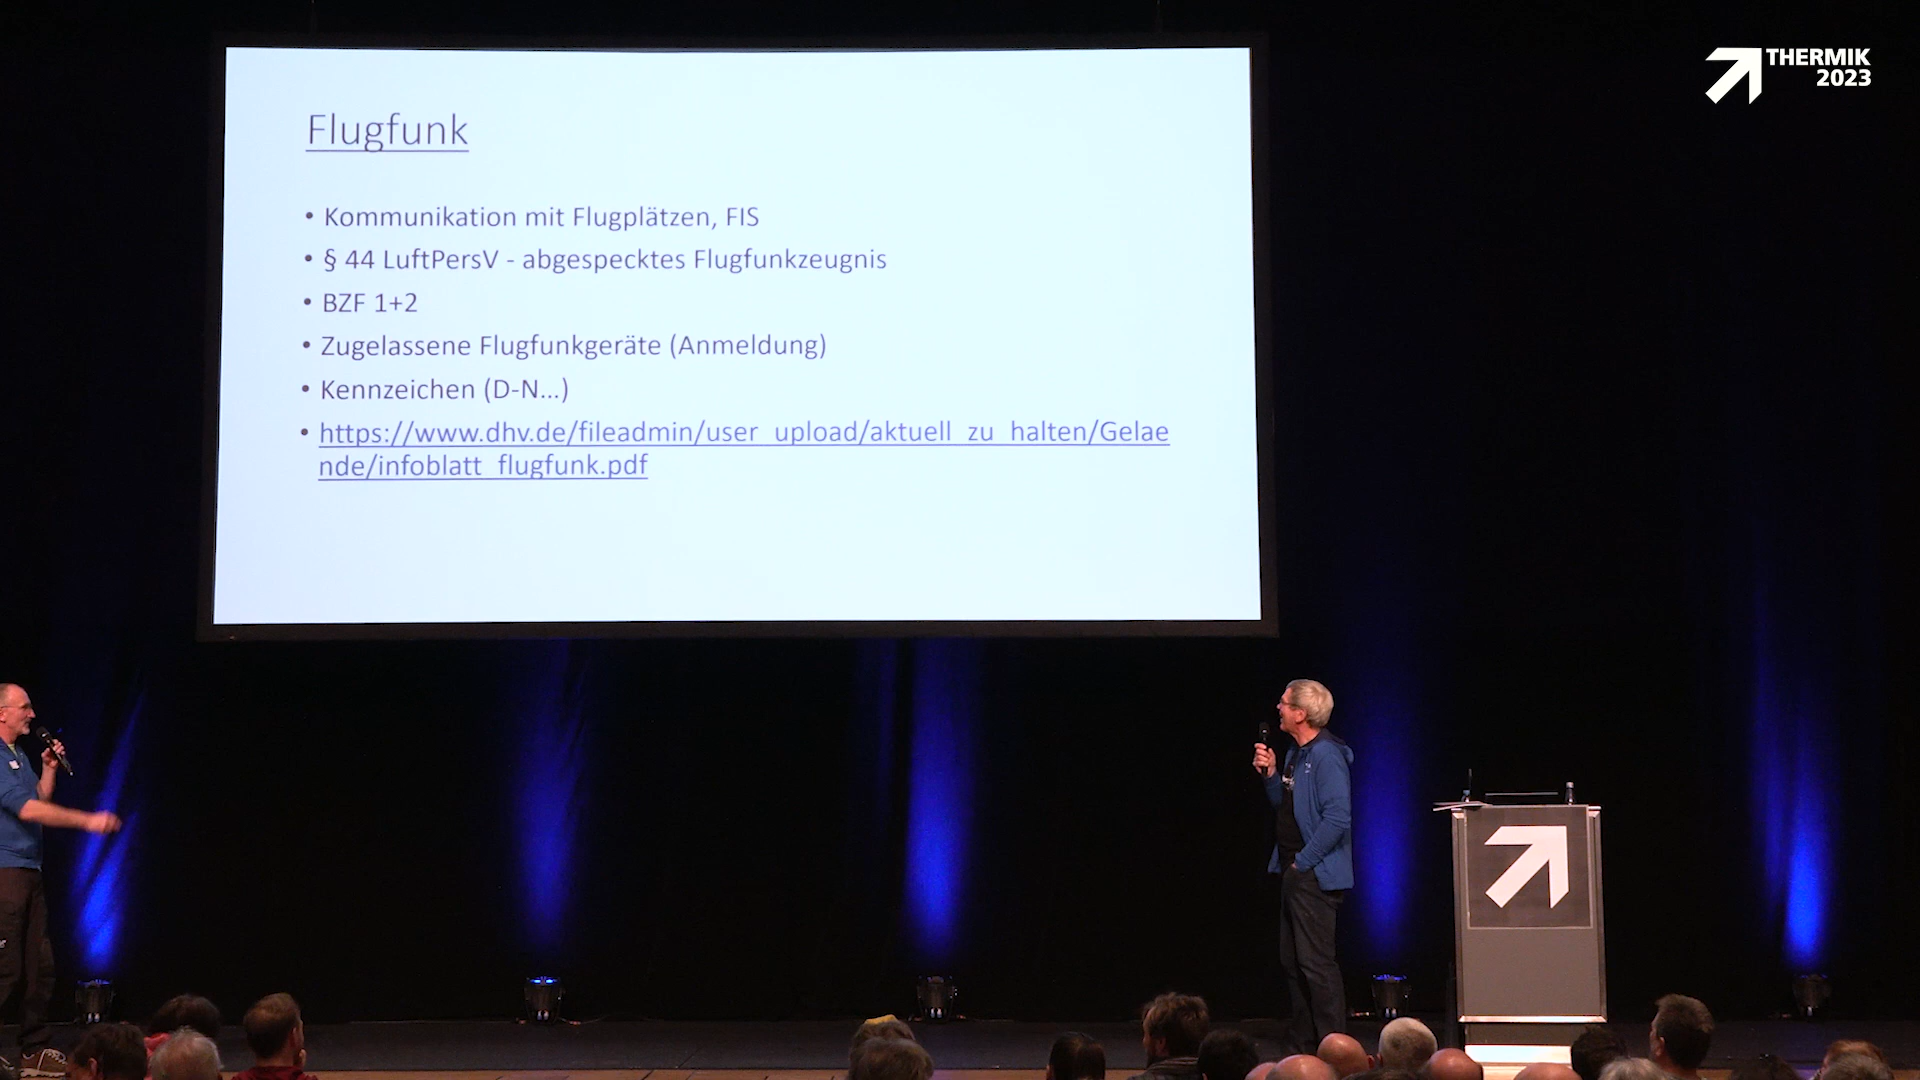 THERMIK
2023
Flugfunk
• Kommunikation mit Flugplätzen, FIS
• § 44 LuftPersV - abgespecktes Flugfunkzeugnis
• BZF 1+2
• Zugelassene Flugfunkgeräte (Anmeldung)
• Kennzeichen (D-N...)
• https://www.dhv.de/fileadmin/user_upload/aktuell_zu_halten/Gelae
nde/infoblatt_flugfunk.pdf